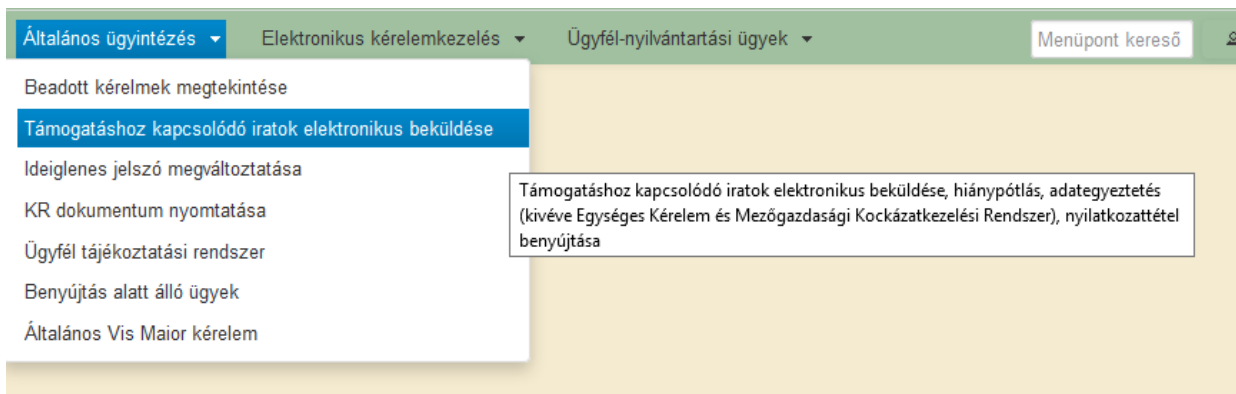 Általános ügyintézés Elektronikus kérelemkezelés Ügyfél-nyilvántartási ügyek Menüpont kereső
Beadott kérelmek megtekintése
Támogatáshoz kapcsolódó iratok elektronikus beküldése
Ideiglenes jelszó megváltoztatása
KR dokumentum nyomtatása
Ügyfél tájékoztatási rendszer
Benyújtás alatt álló ügyek
Általános Vis Maior kérelem
Támogatáshoz kapcsolódó iratok elektronikus beküldése, hiánypótlás, adategyeztetés
(kivéve Egységes Kérelem és Mezőgazdasági Kockázatkezelési Rendszer), nyilatkozattétel
benyújtása